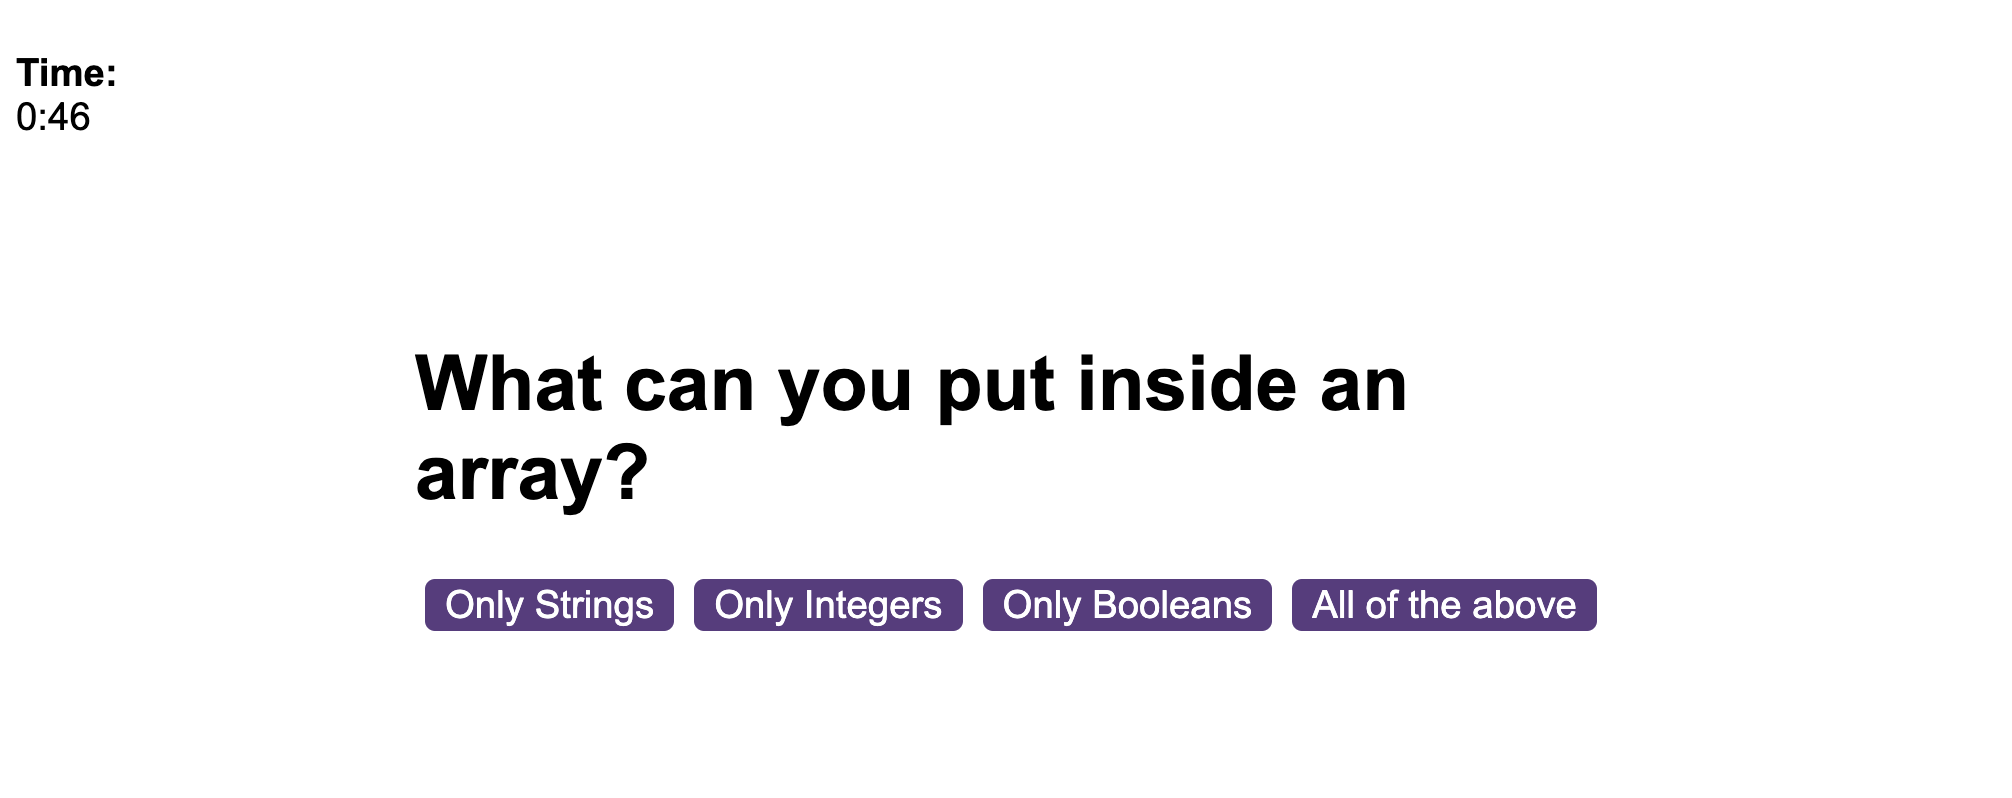 Time:
0:46
What can you put inside an
array?
Only Strings
Only Integers
Only Booleans
All of the above